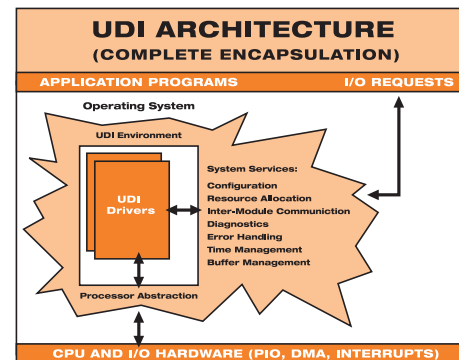 UDI ARCHITECTURE
(COMPLETE ENCAPSULATION)
APPLICATION PROGRAMS I/O REQUESTS
Operating System
UDI Environment
UDI
Drivers
System Services:
Configuration
Resource Allocation
Inter-Module Communction
Diagnostics
Error Handling
Time Management
Buffer Management
Processor Abstraction
CPU AND I/O HARDWARE (PIO, DMA, INTERRUPTS)